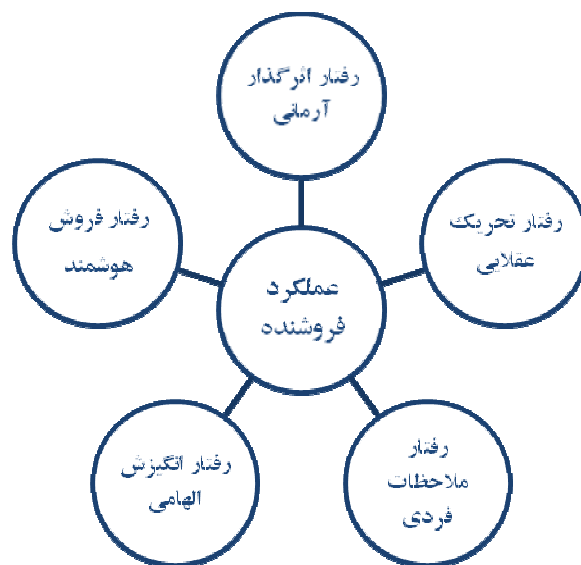 رفتار اثرگذار
آرمانی
رفتار تحریک
عقلایی
رفتار فروش
هوشمند
عملکرد
فروشنده
رفتار
ملاحظات
فردی
رفتار انگیزش
الهامی